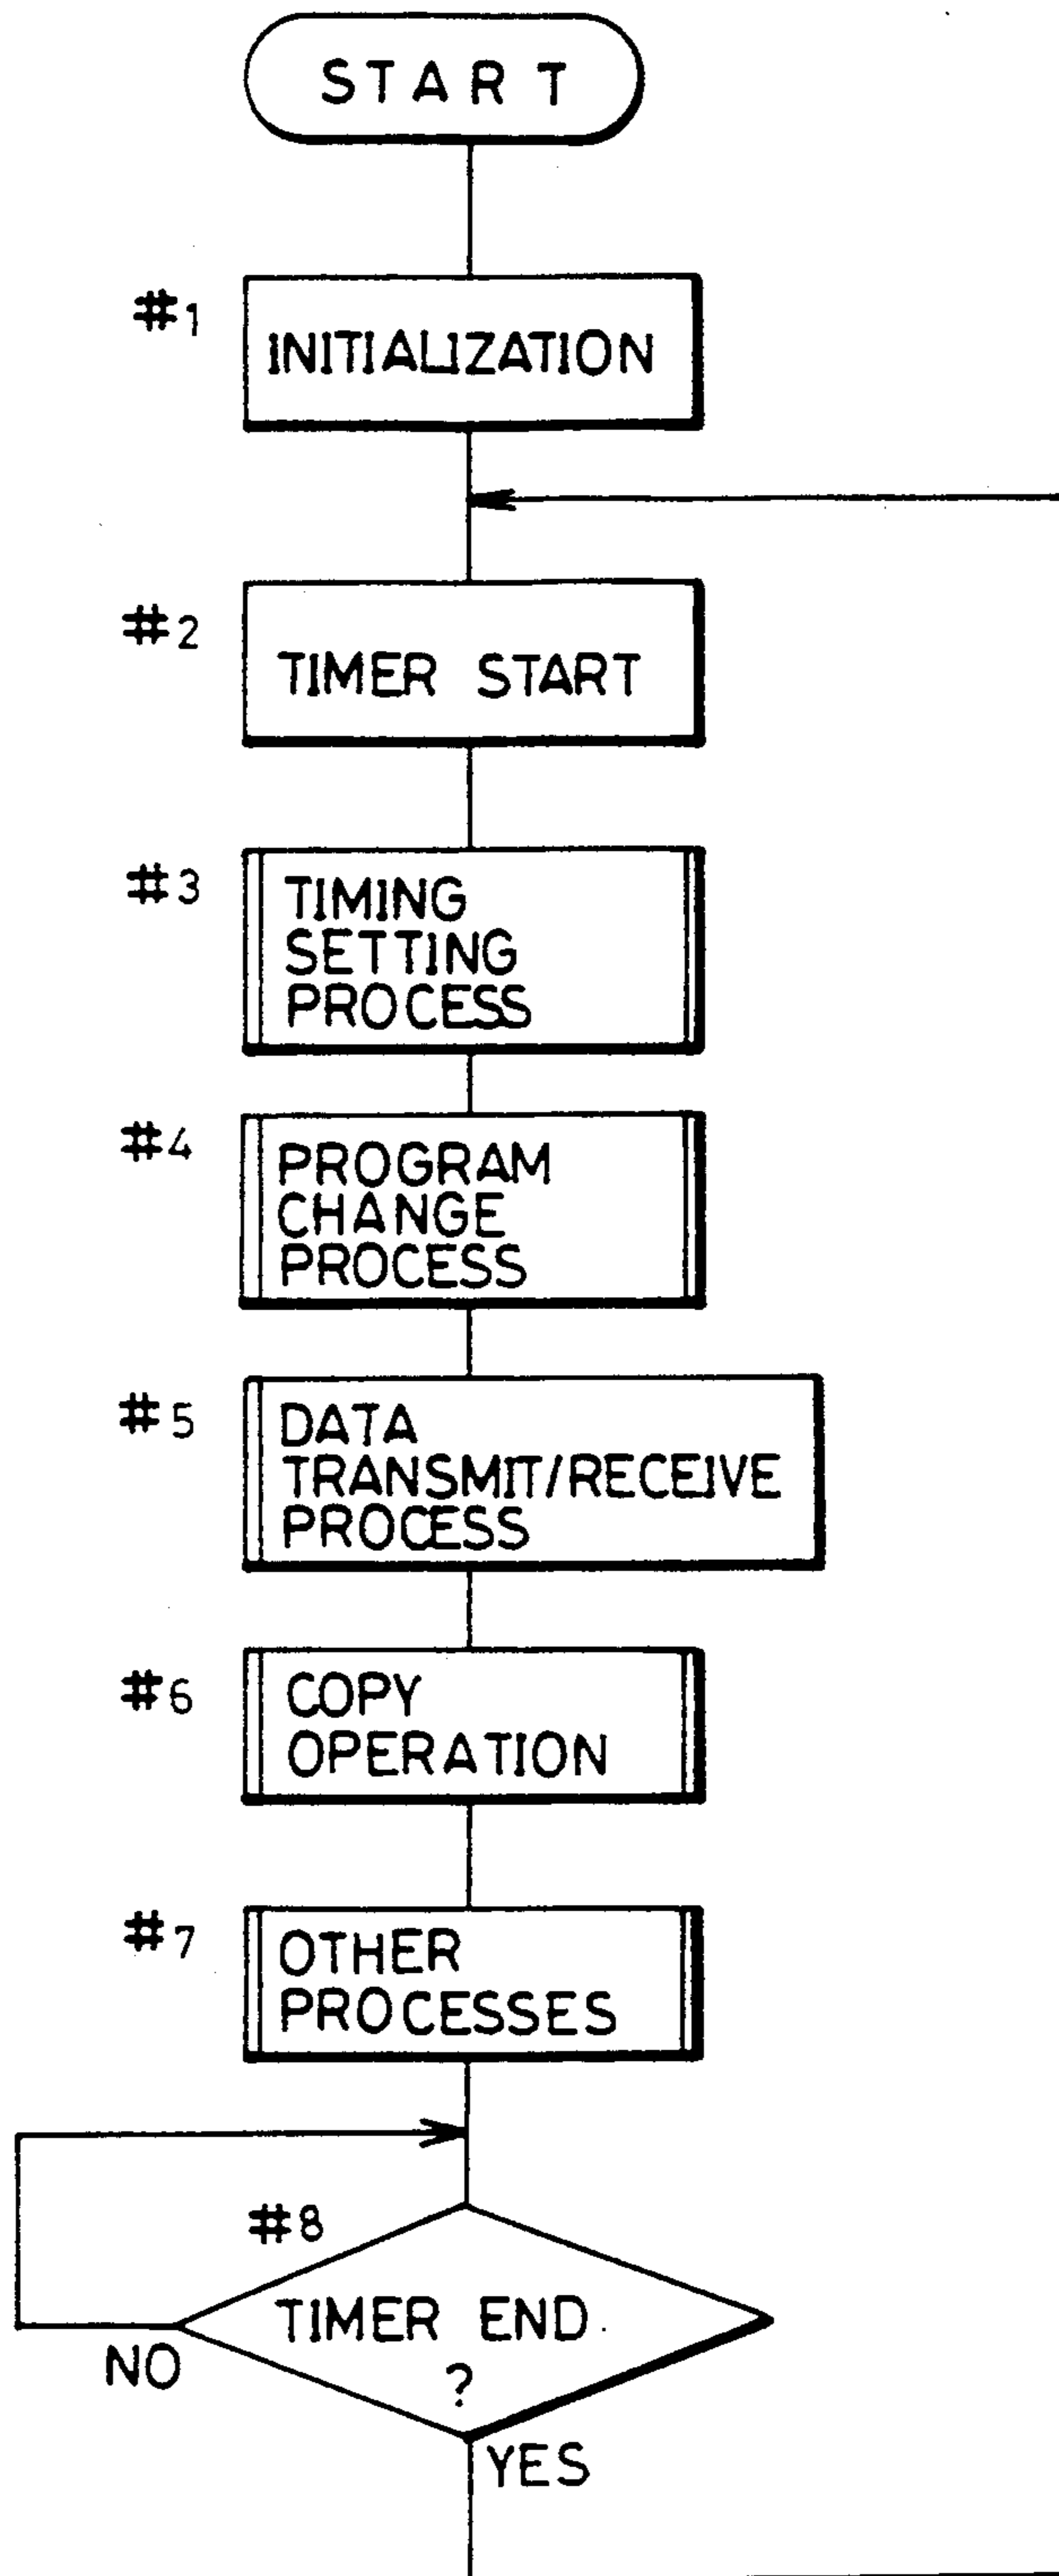 START
#1
INITIALIZATION
#2
TIMER START
#3
TIMING
SETTING
PROCESS
#4
PROGRAM
CHANGE
PROCESS
#5
DATA
TRANSMIT/RECEIVE
PROCESS
#6
COPY
OPERATION
#7
OTHER
PROCESSES
#8
TIMER END
?
NO
YES